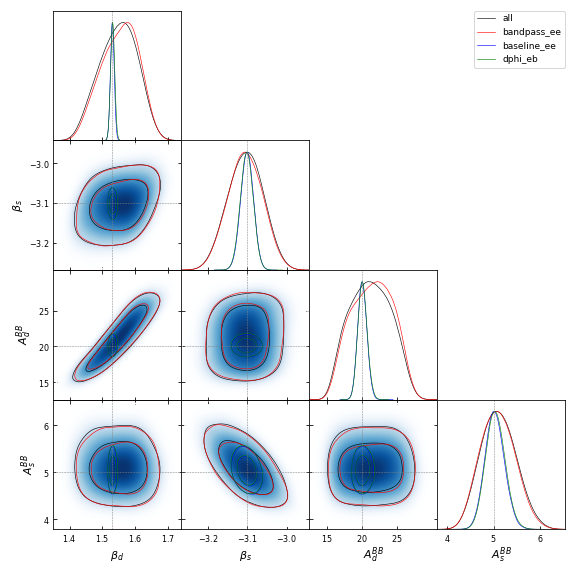 all
bandpass_ee
baseline_ee
dphi_eb
−3.0
−3.1
−3.2
β_s
25
20
15
A_d^{BB}
6
5
4
A_s^{BB}
1.4 1.5 1.6 1.7 −3.2 −3.1 −3.0 15 20 25 4 5 6
β_d β_s A_d^{BB} A_s^{BB}